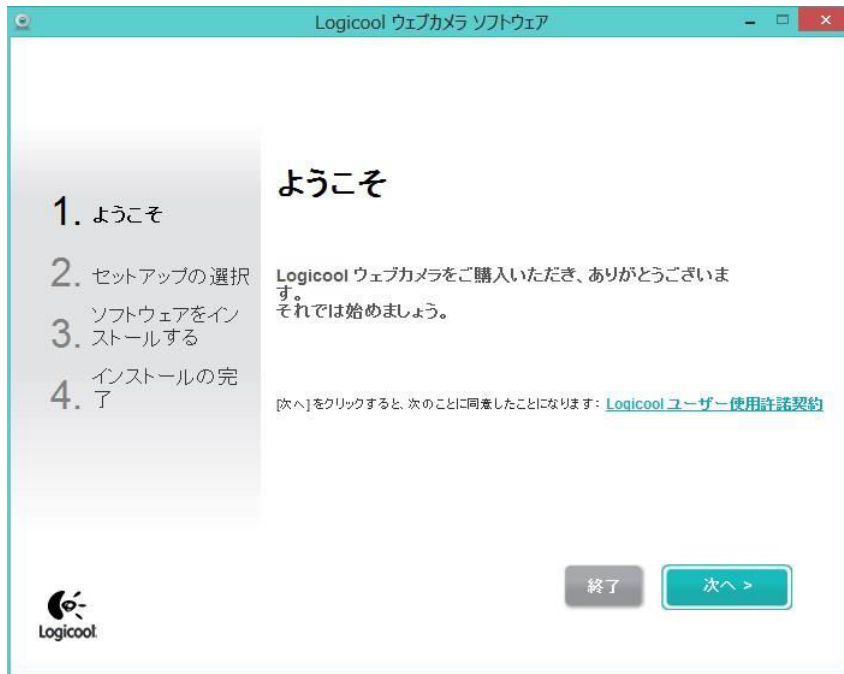 Logicool ウェブカメラ ソフトウェア
1. ようこそ
2. セットアップの選択
3. ソフトウェアをイン
ストールする
4. インストールの完
了
ようこそ
Logicool ウェブカメラをご購入いただき、ありがとうございま
す。
それでは始めましょう。
[次へ] をクリックすると、次のことに同意したことになります: Logicool ユーザー使用許諾契約
終了
次へ >
Logicool